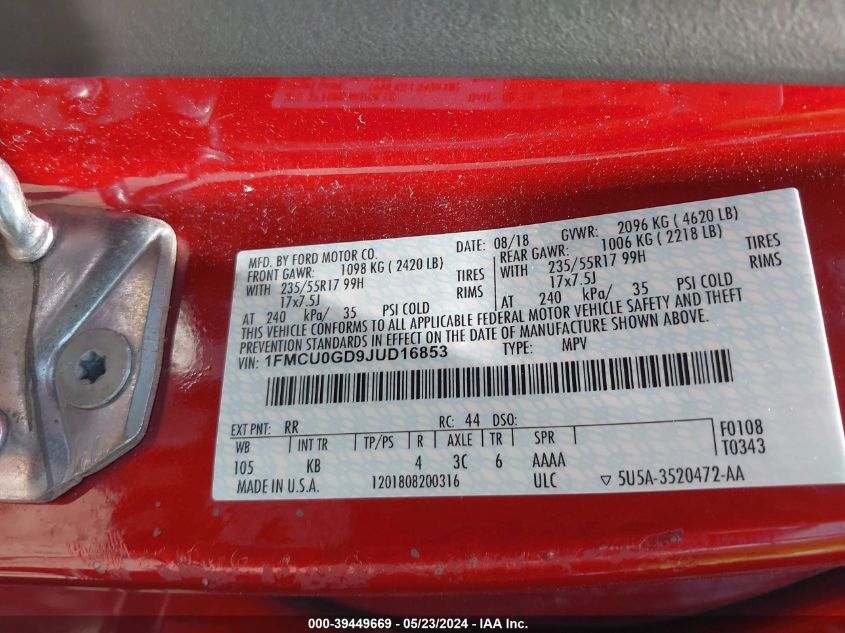 MFD. BY FORD MOTOR CO.
DATE: 08/18 GVWR: 2096 KG ( 4620 LB)
FRONT GAWR: 1098 KG ( 2420 LB)
REAR GAWR: 1006 KG ( 2218 LB)
WITH 235/55R17 99H TIRES
WITH 235/55R17 99H TIRES
17x7.5J RIMS
17x7.5J RIMS
AT 240 kPa/ 35 PSI COLD
AT 240 kPa/ 35 PSI COLD
THIS VEHICLE CONFORMS TO ALL APPLICABLE FEDERAL MOTOR VEHICLE SAFETY AND THEFT
PREVENTION STANDARDS IN EFFECT ON THE DATE OF MANUFACTURE SHOWN ABOVE.
VIN: 1FMCU0GD9JUD16853 TYPE: MPV
EXT PNT: RR RC: 44 DSO:
WB INT TR TP/PS R AXLE TR SPR
105 KB 4 3C 6 AAAA
F0108
T0343
MADE IN U.S.A. 1201808200316 ULC ▽ 5U5A-3520472-AA
000-39449669 - 05/23/2024 - IAA Inc.